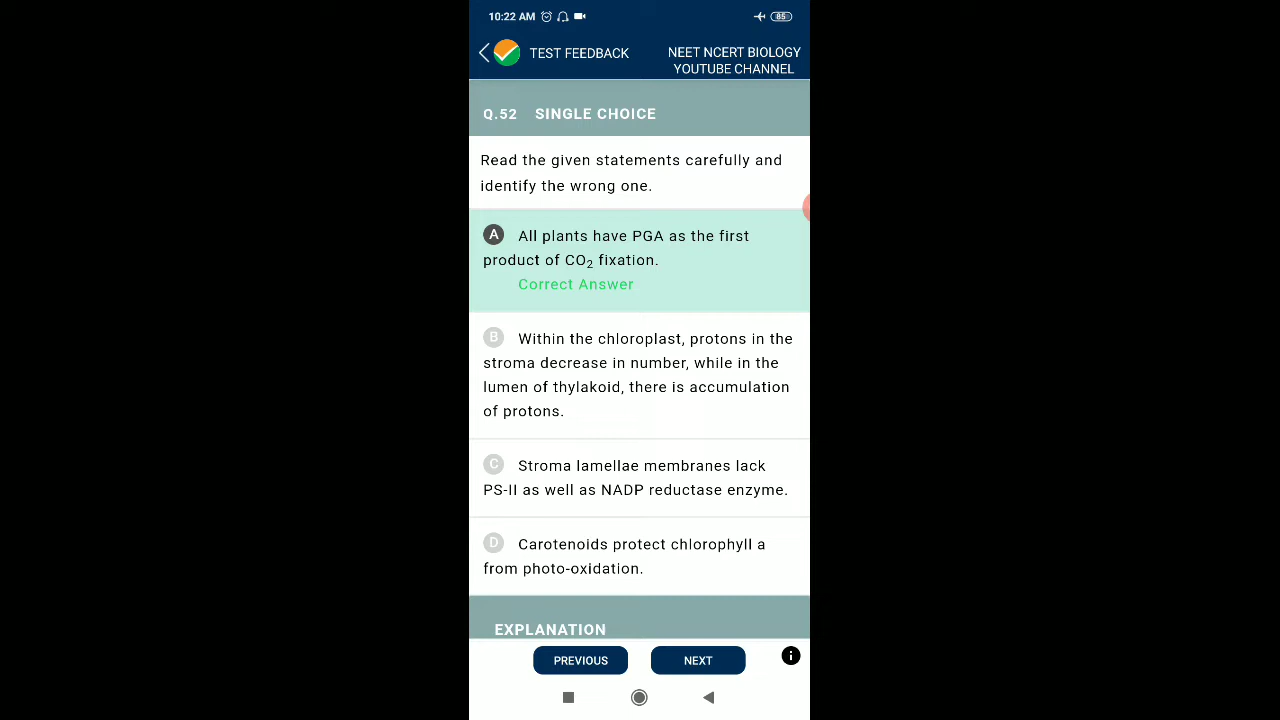 10:22 AM
85
TEST FEEDBACK
NEET NCERT BIOLOGY
YOUTUBE CHANNEL
Q.52 SINGLE CHOICE
Read the given statements carefully and
identify the wrong one.
A All plants have PGA as the first
product of CO₂ fixation.
Correct Answer
B Within the chloroplast, protons in the
stroma decrease in number, while in the
lumen of thylakoid, there is accumulation
of protons.
C Stroma lamellae membranes lack
PS-II as well as NADP reductase enzyme.
D Carotenoids protect chlorophyll a
from photo-oxidation.
EXPLANATION
PREVIOUS
NEXT
i